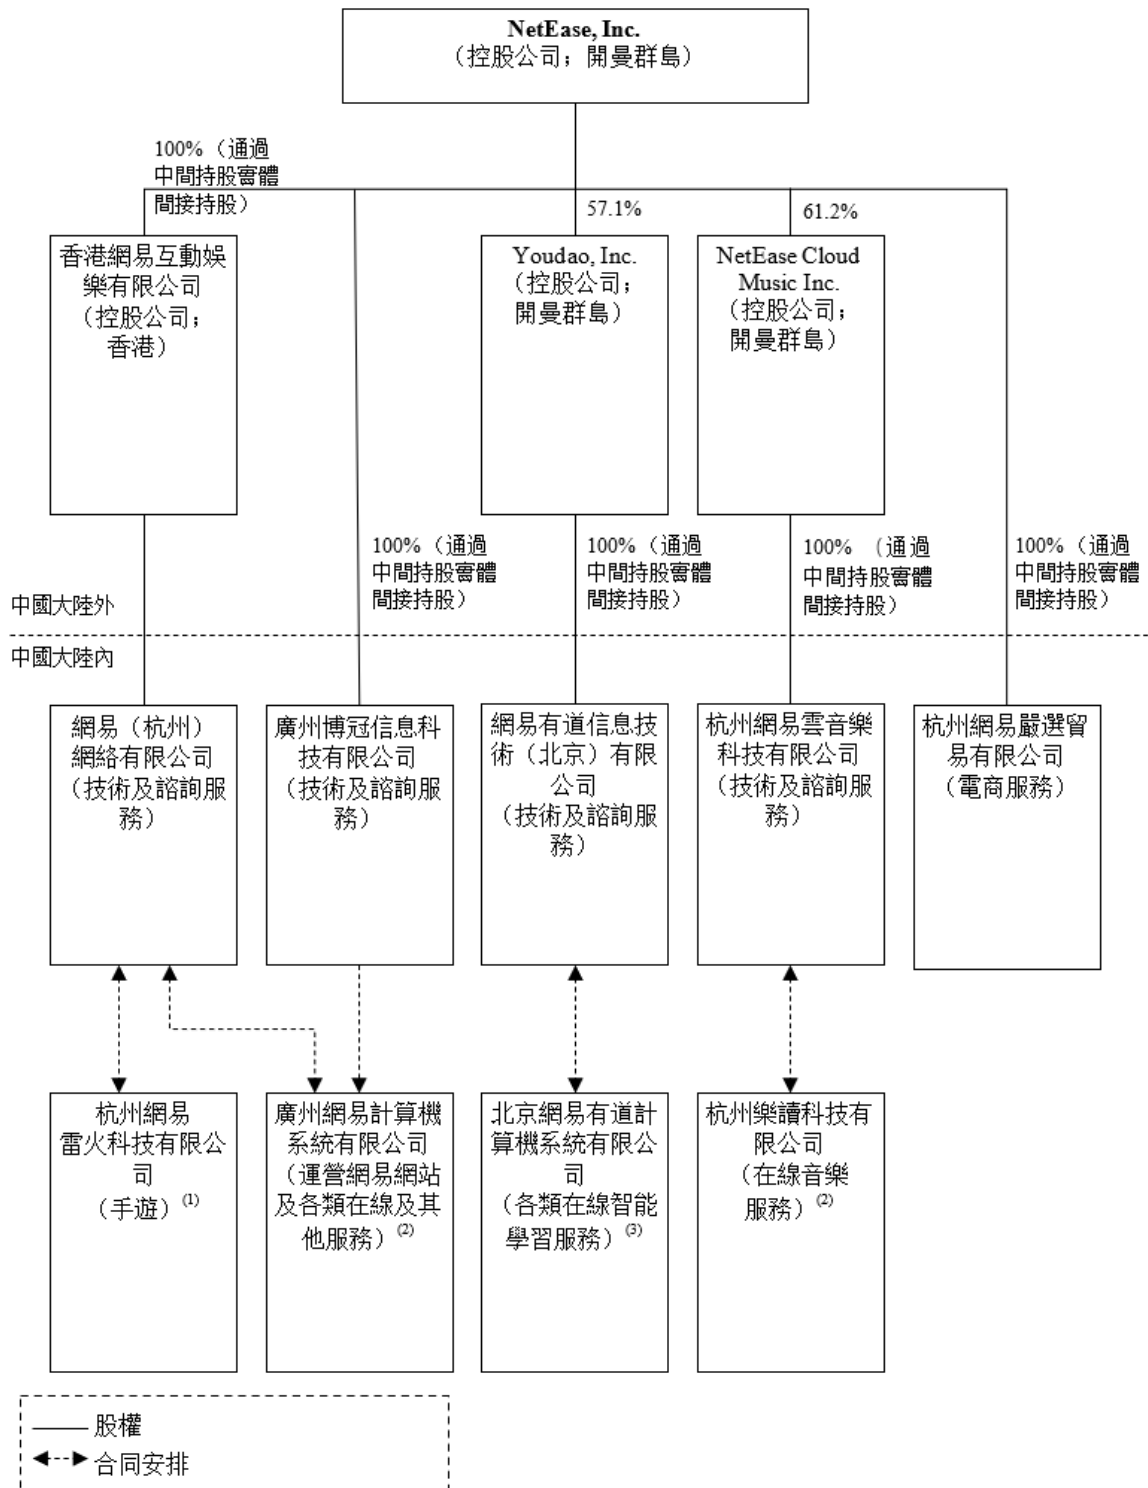 NetEase, Inc.
（控股公司；開曼群島）
100%（通過
中間持股實體
間接持股）
57.1%
61.2%
香港網易互動娛
樂有限公司
（控股公司；
香港）
Youdao, Inc.
（控股公司；
開曼群島）
NetEase Cloud
Music Inc.
（控股公司；
開曼群島）
100%（通過
中間持股實體
間接持股）
100%（通過
中間持股實體
間接持股）
100% （通過
中間持股實體
間接持股）
100%（通過
中間持股實體
間接持股）
中國大陸外
中國大陸內
網易（杭州）
網絡有限公司
（技術及諮詢服
務）
廣州博冠信息科
技有限公司
（技術及諮詢服
務）
網易有道信息技
術（北京）有限
公司
（技術及諮詢服
務）
杭州網易雲音樂
科技有限公司
（技術及諮詢服
務）
杭州網易嚴選貿
易有限公司
（電商服務）
杭州網易
雷火科技有限公
司
（手遊）(1)
廣州網易計算機
系統有限公司
（運營網易網站
及各類在線及其
他服務）(2)
北京網易有道計
算機系統有限公
司
（各類在線智能
學習服務）(3)
杭州樂讀科技有
限公司
（在線音樂
服務）(2)
股權
合同安排